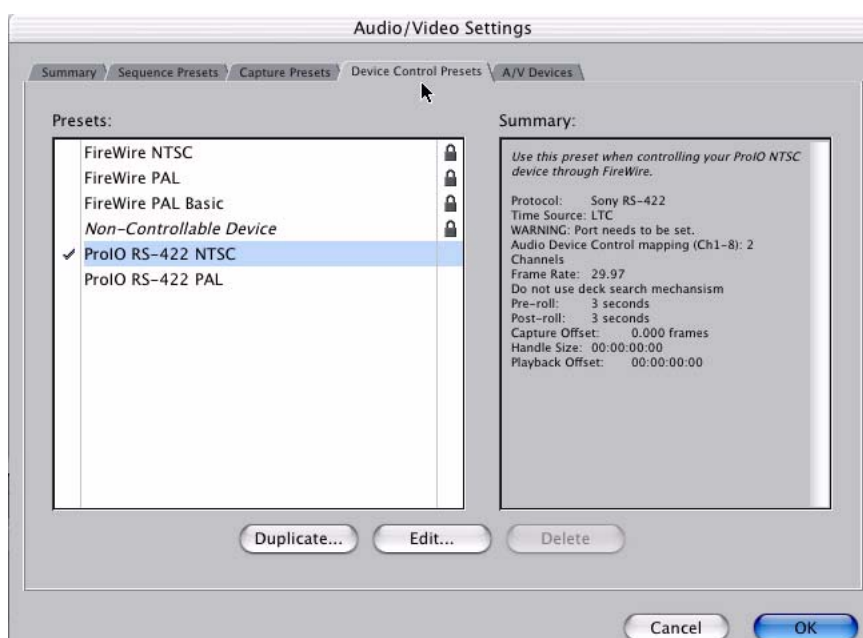 Audio/Video Settings
Summary
Sequence Presets
Capture Presets
Device Control Presets
A/V Devices
Presets:
FireWire NTSC
FireWire PAL
FireWire PAL Basic
Non-Controllable Device
ProIO RS-422 NTSC
ProIO RS-422 PAL
Summary:
Use this preset when controlling your ProIO NTSC
device through FireWire.
Protocol: Sony RS-422
Time Source: LTC
WARNING: Port needs to be set.
Audio Device Control mapping (Ch1-8): 2
Channels
Frame Rate: 29.97
Do not use deck search mechansism
Pre-roll: 3 seconds
Post-roll: 3 seconds
Capture Offset: 0.000 frames
Handle Size: 00:00:00:00
Playback Offset: 00:00:00:00
Duplicate...
Edit...
Delete
Cancel
OK